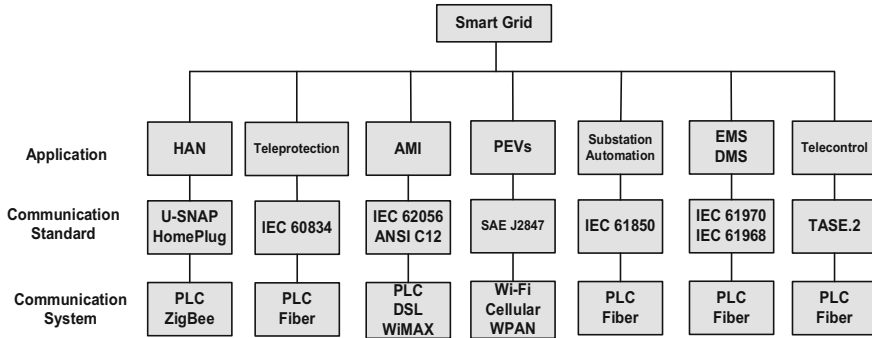 Smart Grid
Application
HAN
Teleprotection
AMI
PEVs
Substation
Automation
EMS
DMS
Telecontrol
Communication
Standard
U-SNAP
HomePlug
IEC 60834
IEC 62056
ANSI C12
SAE J2847
IEC 61850
IEC 61970
IEC 61968
TASE.2
Communication
System
PLC
ZigBee
PLC
Fiber
PLC
DSL
WiMAX
Wi-Fi
Cellular
WPAN
PLC
Fiber
PLC
Fiber
PLC
Fiber